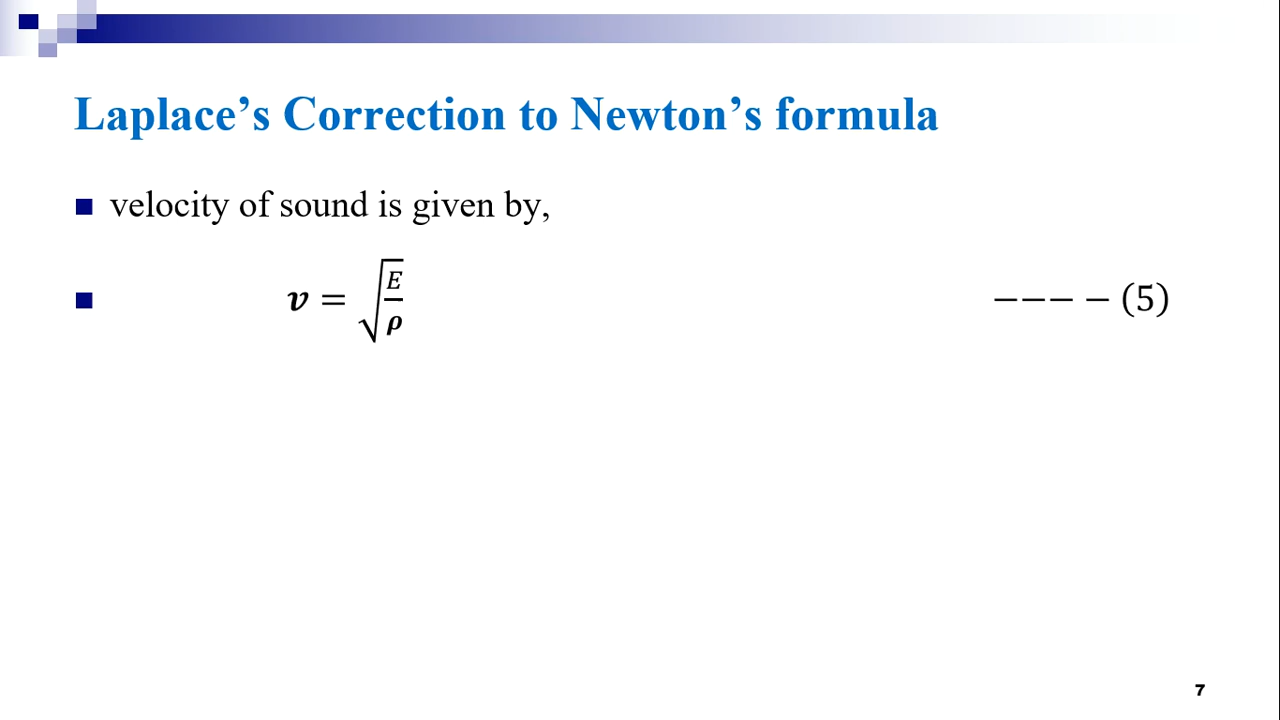 Laplace’s Correction to Newton’s formula
velocity of sound is given by,
𝒗 = √(E/𝝆) −−−− (5)
7